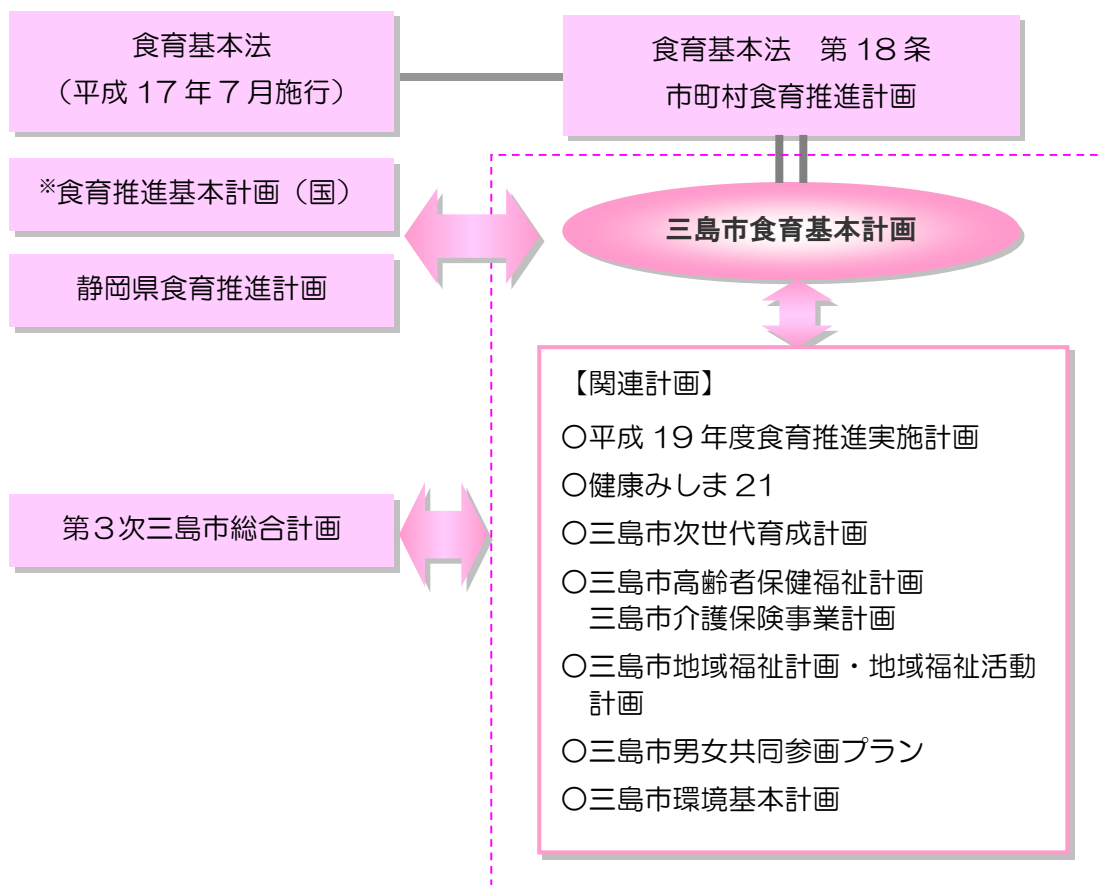 食育基本法
(平成 17 年 7 月施行)
食育基本法　第 18 条
市町村食育推進計画
※食育推進基本計画(国)
静岡県食育推進計画
三島市食育基本計画
第3次三島市総合計画
【関連計画】
○平成 19 年度食育推進実施計画
○健康みしま 21
○三島市次世代育成計画
○三島市高齢者保健福祉計画
三島市介護保険事業計画
○三島市地域福祉計画・地域福祉活動
計画
○三島市男女共同参画プラン
○三島市環境基本計画